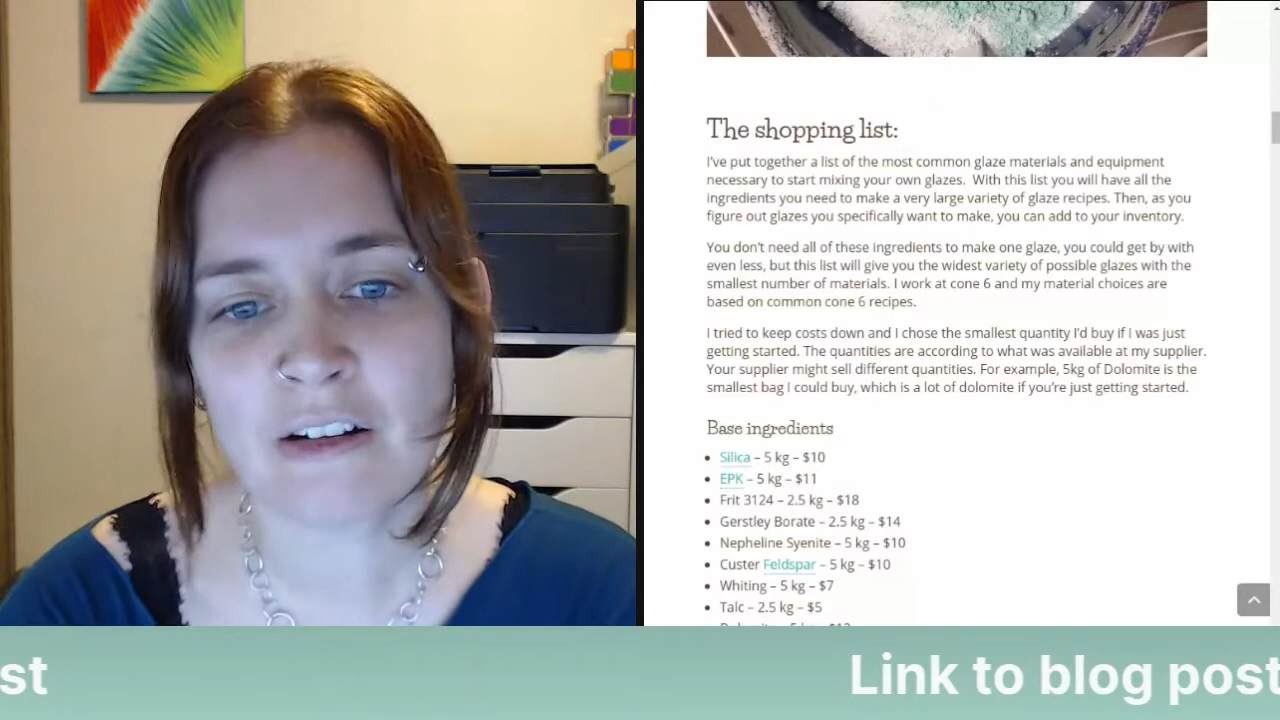 The shopping list:
I've put together a list of the most common glaze materials and equipment
necessary to start mixing your own glazes. With this list you will have all the
ingredients you need to make a very large variety of glaze recipes. Then, as you
figure out glazes you specifically want to make, you can add to your inventory.
You don't need all of these ingredients to make one glaze, you could get by with
even less, but this list will give you the widest variety of possible glazes with the
smallest number of materials. I work at cone 6 and my material choices are
based on common cone 6 recipes.
I tried to keep costs down and I chose the smallest quantity I'd buy if I was just
getting started. The quantities are according to what was available at my supplier.
Your supplier might sell different quantities. For example, 5kg of Dolomite is the
smallest bag I could buy, which is a lot of dolomite if you're just getting started.
Base ingredients
Silica – 5 kg – $10
EPK – 5 kg – $11
Frit 3124 – 2.5 kg – $18
Gerstley Borate – 2.5 kg – $14
Nepheline Syenite – 5 kg – $10
Custer Feldspar – 5 kg – $10
Whiting – 5 kg – $7
Talc – 2.5 kg – $5
st
Link to blog post